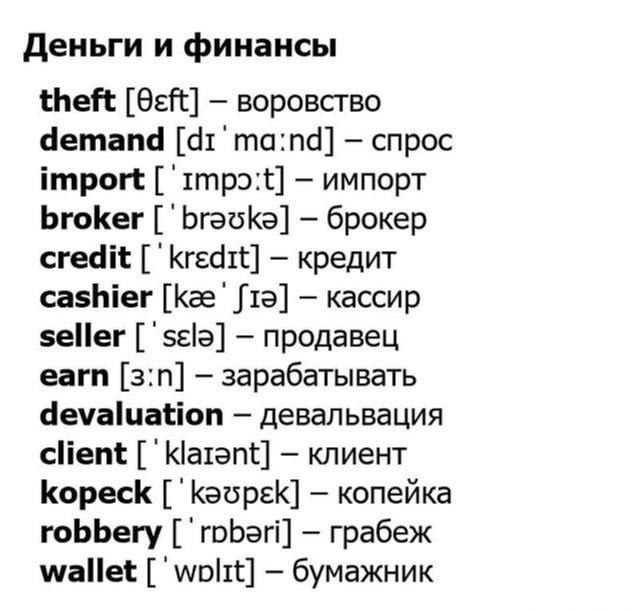 Деньги и финансы
theft [θɛft] – воровство
demand [dɪˈmɑːnd] – спрос
import [ˈɪmpɔːt] – импорт
broker [ˈbrəʊkə] – брокер
credit [ˈkrɛdɪt] – кредит
cashier [kæˈʃɪə] – кассир
seller [ˈsɛlə] – продавец
earn [ɜːn] – зарабатывать
devaluation – девальвация
client [ˈklaɪənt] – клиент
kopeck [ˈkəʊpɛk] – копейка
robbery [ˈrɒbəri] – грабеж
wallet [ˈwɒlɪt] – бумажник